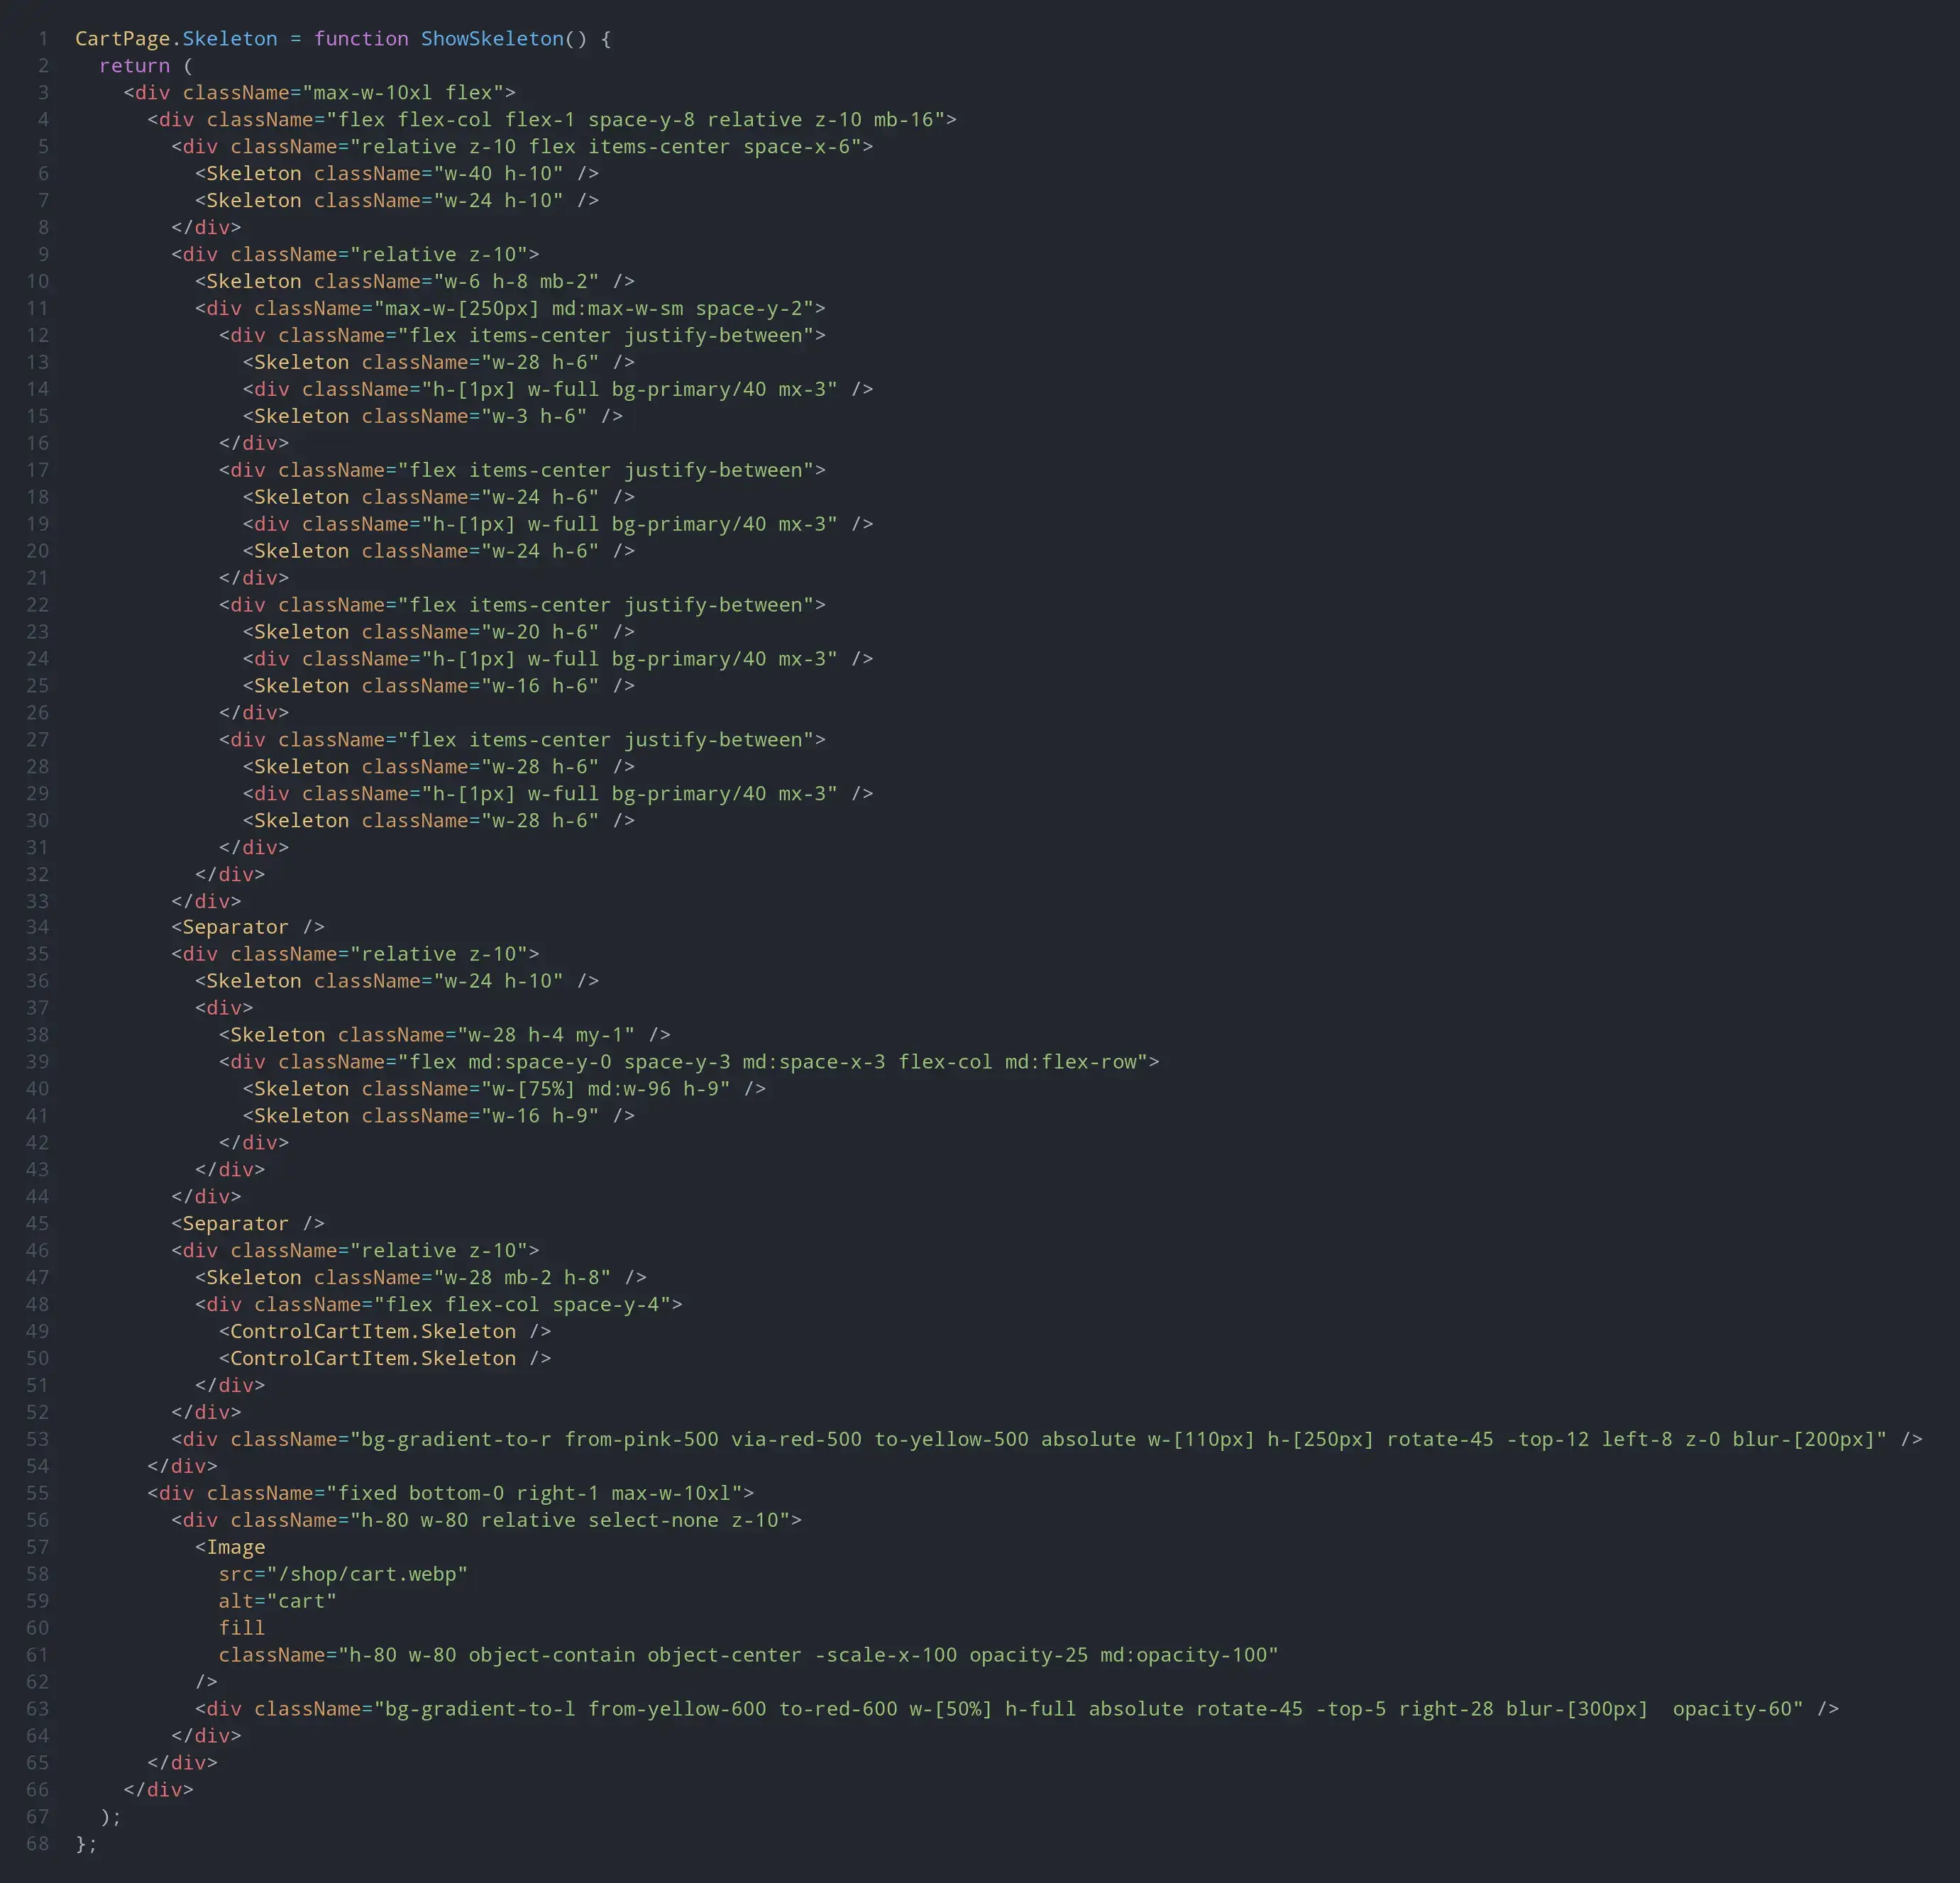 1 CartPage.Skeleton = function ShowSkeleton() {
2   return (
3     <div className="max-w-10xl flex">
4       <div className="flex flex-col flex-1 space-y-8 relative z-10 mb-16">
5         <div className="relative z-10 flex items-center space-x-6">
6           <Skeleton className="w-40 h-10" />
7           <Skeleton className="w-24 h-10" />
8         </div>
9         <div className="relative z-10">
10           <Skeleton className="w-6 h-8 mb-2" />
11           <div className="max-w-[250px] md:max-w-sm space-y-2">
12             <div className="flex items-center justify-between">
13               <Skeleton className="w-28 h-6" />
14               <div className="h-[1px] w-full bg-primary/40 mx-3" />
15               <Skeleton className="w-3 h-6" />
16             </div>
17             <div className="flex items-center justify-between">
18               <Skeleton className="w-24 h-6" />
19               <div className="h-[1px] w-full bg-primary/40 mx-3" />
20               <Skeleton className="w-24 h-6" />
21             </div>
22             <div className="flex items-center justify-between">
23               <Skeleton className="w-20 h-6" />
24               <div className="h-[1px] w-full bg-primary/40 mx-3" />
25               <Skeleton className="w-16 h-6" />
26             </div>
27             <div className="flex items-center justify-between">
28               <Skeleton className="w-28 h-6" />
29               <div className="h-[1px] w-full bg-primary/40 mx-3" />
30               <Skeleton className="w-28 h-6" />
31             </div>
32           </div>
33         </div>
34         <Separator />
35         <div className="relative z-10">
36           <Skeleton className="w-24 h-10" />
37           <div>
38             <Skeleton className="w-28 h-4 my-1" />
39             <div className="flex md:space-y-0 space-y-3 md:space-x-3 flex-col md:flex-row">
40               <Skeleton className="w-[75%] md:w-96 h-9" />
41               <Skeleton className="w-16 h-9" />
42             </div>
43           </div>
44         </div>
45         <Separator />
46         <div className="relative z-10">
47           <Skeleton className="w-28 mb-2 h-8" />
48           <div className="flex flex-col space-y-4">
49             <ControlCartItem.Skeleton />
50             <ControlCartItem.Skeleton />
51           </div>
52         </div>
53         <div className="bg-gradient-to-r from-pink-500 via-red-500 to-yellow-500 absolute w-[110px] h-[250px] rotate-45 -top-12 left-8 z-0 blur-[200px]" />
54       </div>
55       <div className="fixed bottom-0 right-1 max-w-10xl">
56         <div className="h-80 w-80 relative select-none z-10">
57           <Image
58             src="/shop/cart.webp"
59             alt="cart"
60             fill
61             className="h-80 w-80 object-contain object-center -scale-x-100 opacity-25 md:opacity-100"
62           />
63           <div className="bg-gradient-to-l from-yellow-600 to-red-600 w-[50%] h-full absolute rotate-45 -top-5 right-28 blur-[300px]  opacity-60" />
64         </div>
65       </div>
66     </div>
67   );
68 };